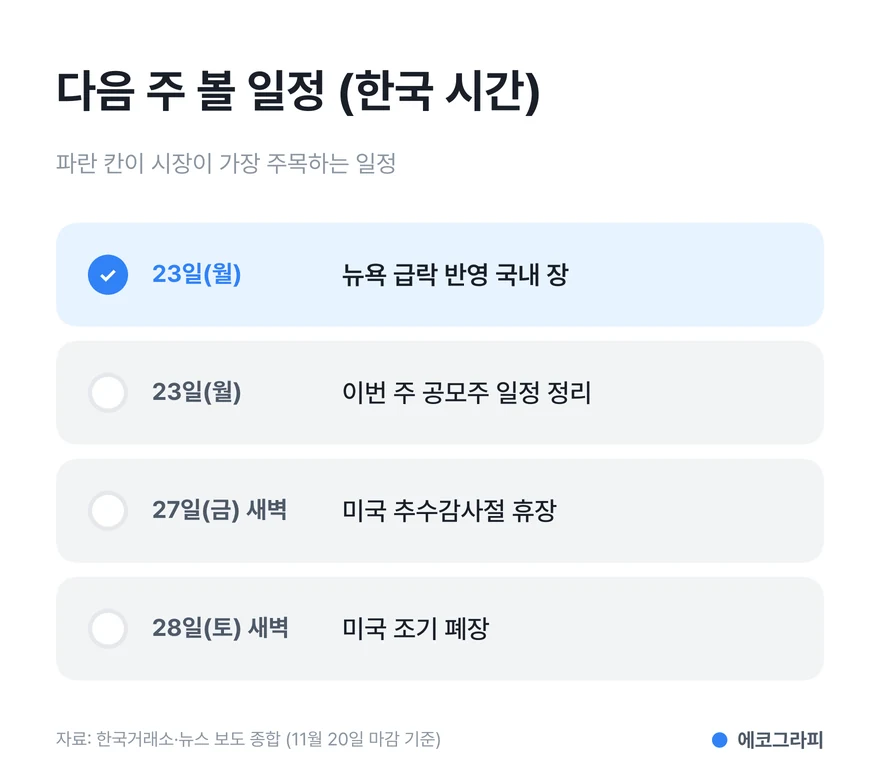 다음 주 볼 일정 (한국 시간)
파란 칸이 시장이 가장 주목하는 일정
23일(월) 뉴욕 급락 반영 국내 장
23일(월) 이번 주 공모주 일정 정리
27일(금) 새벽 미국 추수감사절 휴장
28일(토) 새벽 미국 조기 폐장
자료: 한국거래소·뉴스 보도 종합 (11월 20일 마감 기준)
에코그라피